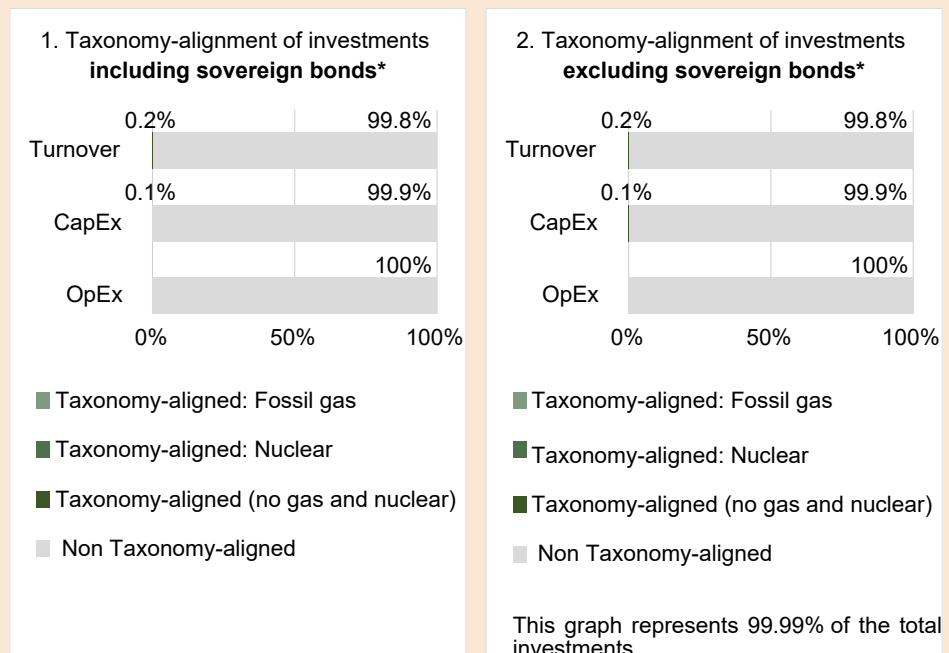 1. Taxonomy-alignment of investments
including sovereign bonds*
0.2% 99.8%
Turnover
0.1% 99.9%
CapEx
100%
OpEx
0% 50% 100%
Taxonomy-aligned: Fossil gas
Taxonomy-aligned: Nuclear
Taxonomy-aligned (no gas and nuclear)
Non Taxonomy-aligned
2. Taxonomy-alignment of investments
excluding sovereign bonds*
0.2% 99.8%
Turnover
0.1% 99.9%
CapEx
100%
OpEx
0% 50% 100%
Taxonomy-aligned: Fossil gas
Taxonomy-aligned: Nuclear
Taxonomy-aligned (no gas and nuclear)
Non Taxonomy-aligned
This graph represents 99.99% of the total
investments